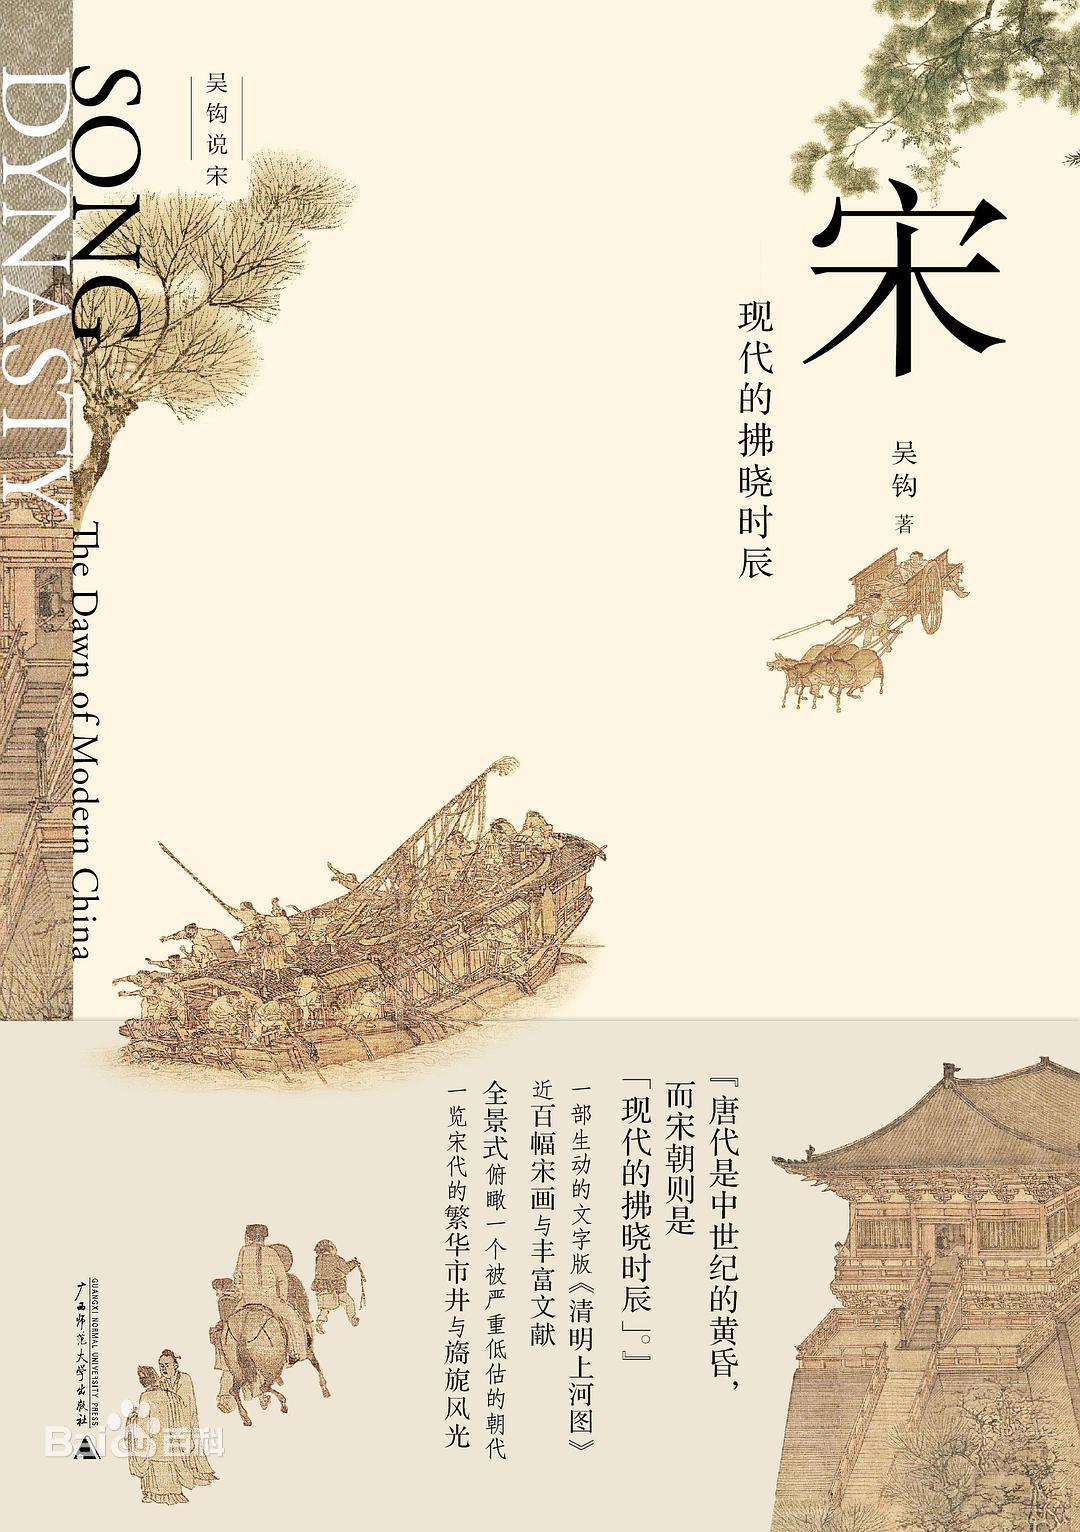 宋
现代的拂晓时辰
吴钩 著
吴钩说宋
SONG
DYNASTY
The Dawn of Modern China
『唐代是中世纪的黄昏，
而宋朝则是
「现代的拂晓时辰」。』
一部生动的文字版《清明上河图》
近百幅宋画与丰富文献
全景式俯瞰一个被严重低估的朝代
一览宋代的繁华市井与旖旎风光
GUANGXI NORMAL UNIVERSITY PRESS
广西师范大学出版社
Bai百科